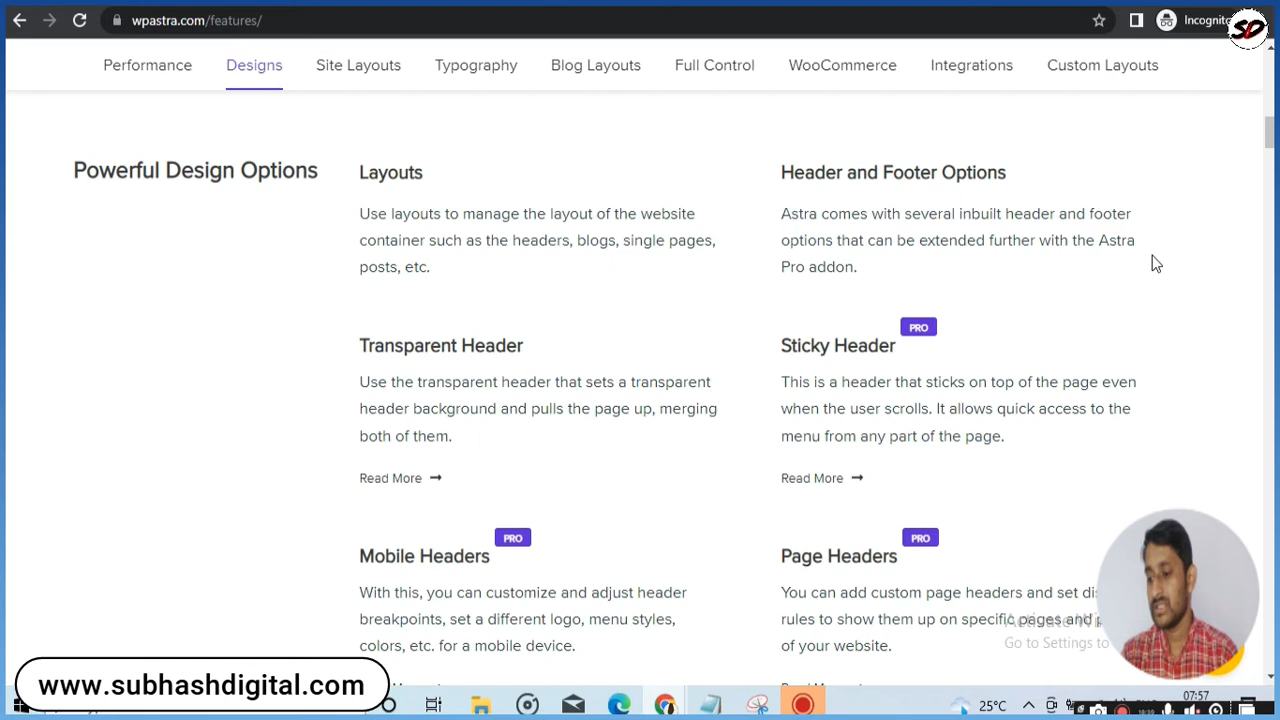 wpastra.com/features/
SD
Performance
Designs
Site Layouts
Typography
Blog Layouts
Full Control
WooCommerce
Integrations
Custom Layouts
Powerful Design Options
Layouts
Use layouts to manage the layout of the website
container such as the headers, blogs, single pages,
posts, etc.
Header and Footer Options
Astra comes with several inbuilt header and footer
options that can be extended further with the Astra
Pro addon.
Transparent Header
Use the transparent header that sets a transparent
header background and pulls the page up, merging
both of them.
Read More
PRO
Sticky Header
This is a header that sticks on top of the page even
when the user scrolls. It allows quick access to the
menu from any part of the page.
Read More
PRO
Mobile Headers
With this, you can customize and adjust header
breakpoints, set a different logo, menu styles,
colors, etc. for a mobile device.
PRO
Page Headers
You can add custom page headers and set
rules to show them up on specific pages and
of your website.
Go to Settings to
www.subhashdigital.com
25°C
07:57